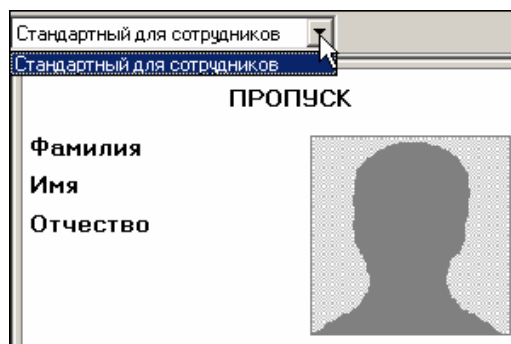 Стандартный для сотрудников
Стандартный для сотрудников
ПРОПУСК
Фамилия
Имя
Отчество